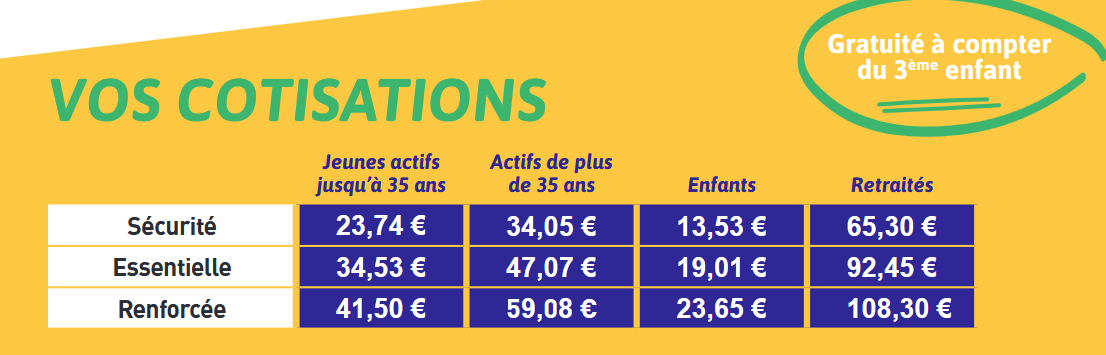 Gratuité à compter
du 3ème enfant
VOS COTISATIONS
Jeunes actifs jusqu'à 35 ans Actifs de plus de 35 ans Enfants Retraités
Sécurité 23,74 € 34,05 € 13,53 € 65,30 €
Essentielle 34,53 € 47,07 € 19,01 € 92,45 €
Renforcée 41,50 € 59,08 € 23,65 € 108,30 €